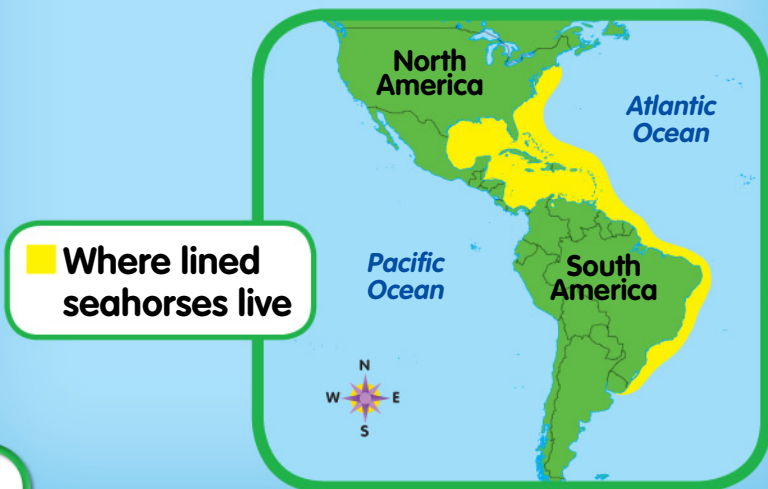 North
America
Atlantic
Ocean
Where lined
seahorses live
Pacific
Ocean
South
America
N
W E
S